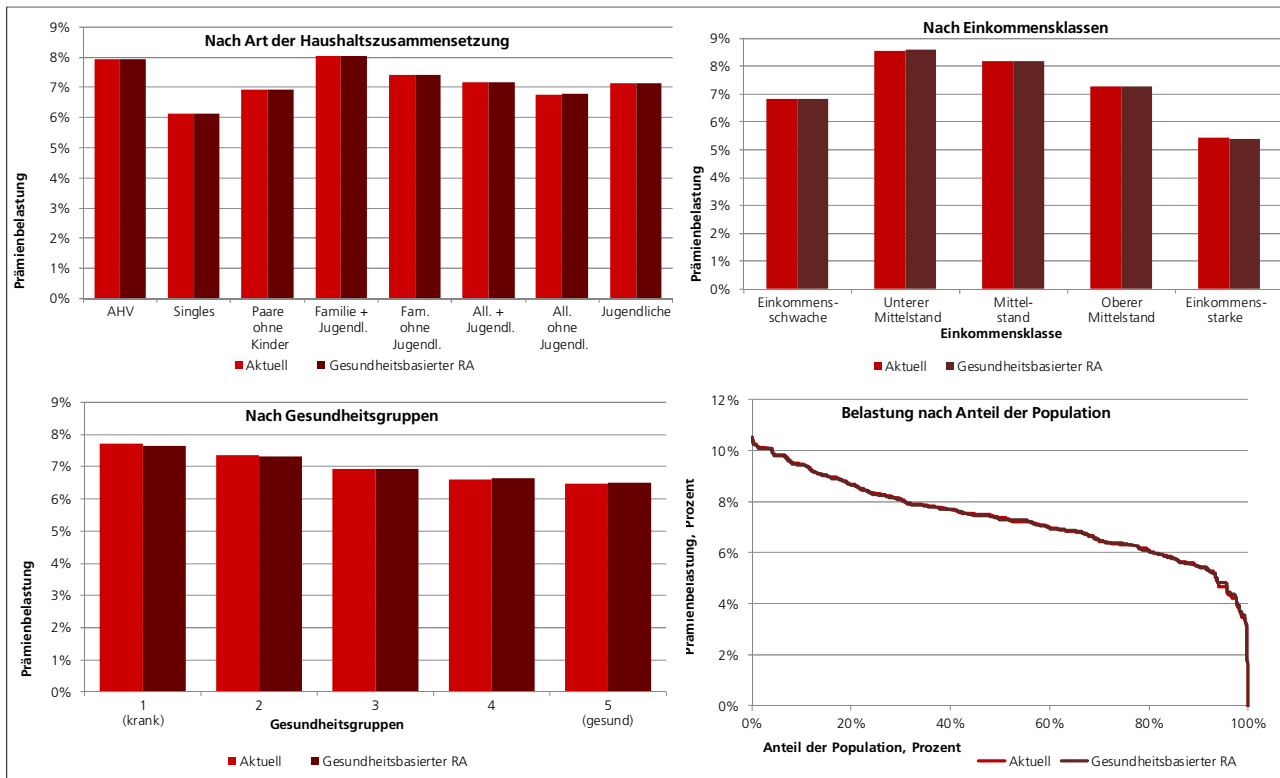 Nach Art der Haushaltszusammensetzung
Prämienbelastung
9%
8%
7%
6%
5%
4%
3%
2%
1%
0%
AHV
Singles
Paare
ohne
Kinder
Familie +
Jugendl.
Fam.
ohne
Jugendl.
All. +
Jugendl.
All.
ohne
Jugendl.
Jugendliche
Aktuell
Gesundheitsbasierter RA
Nach Einkommensklassen
Prämienbelastung
9%
8%
7%
6%
5%
4%
3%
2%
1%
0%
Einkommens-
schwache
Unterer
Mittelstand
Mittel-
stand
Oberer
Mittelstand
Einkommens-
starke
Einkommensklasse
Aktuell
Gesundheitsbasierter RA
Nach Gesundheitsgruppen
Prämienbelastung
9%
8%
7%
6%
5%
4%
3%
2%
1%
0%
1
(krank)
2
3
4
5
(gesund)
Gesundheitsgruppen
Aktuell
Gesundheitsbasierter RA
Belastung nach Anteil der Population
Prämienbelastung, Prozent
12%
10%
8%
6%
4%
2%
0%
0%
20%
40%
60%
80%
100%
Anteil der Population, Prozent
Aktuell
Gesundheitsbasierter RA